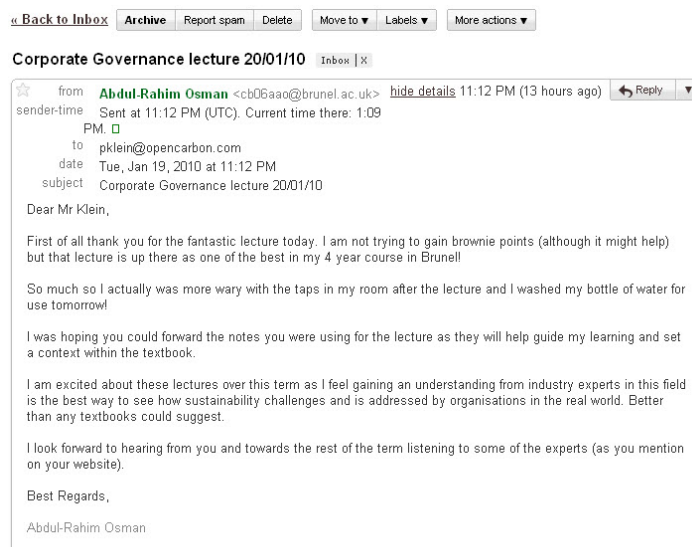 « Back to Inbox Archive Report spam Delete Move to ▼ Labels ▼ More actions ▼
Corporate Governance lecture 20/01/10 Inbox | X
from Abdul-Rahim Osman <cb06aao@brunel.ac.uk> hide details 11:12 PM (13 hours ago) Reply ▼
sender-time Sent at 11:12 PM (UTC). Current time there: 1:09
PM.
to pklein@opencarbon.com
date Tue, Jan 19, 2010 at 11:12 PM
subject Corporate Governance lecture 20/01/10
Dear Mr Klein,
First of all thank you for the fantastic lecture today. I am not trying to gain brownie points (although it might help)
but that lecture is up there as one of the best in my 4 year course in Brunel!
So much so I actually was more wary with the taps in my room after the lecture and I washed my bottle of water for
use tomorrow!
I was hoping you could forward the notes you were using for the lecture as they will help guide my learning and set
a context within the textbook.
I am excited about these lectures over this term as I feel gaining an understanding from industry experts in this field
is the best way to see how sustainability challenges and is addressed by organisations in the real world. Better
than any textbooks could suggest.
I look forward to hearing from you and towards the rest of the term listening to some of the experts (as you mention
on your website).
Best Regards,
Abdul-Rahim Osman